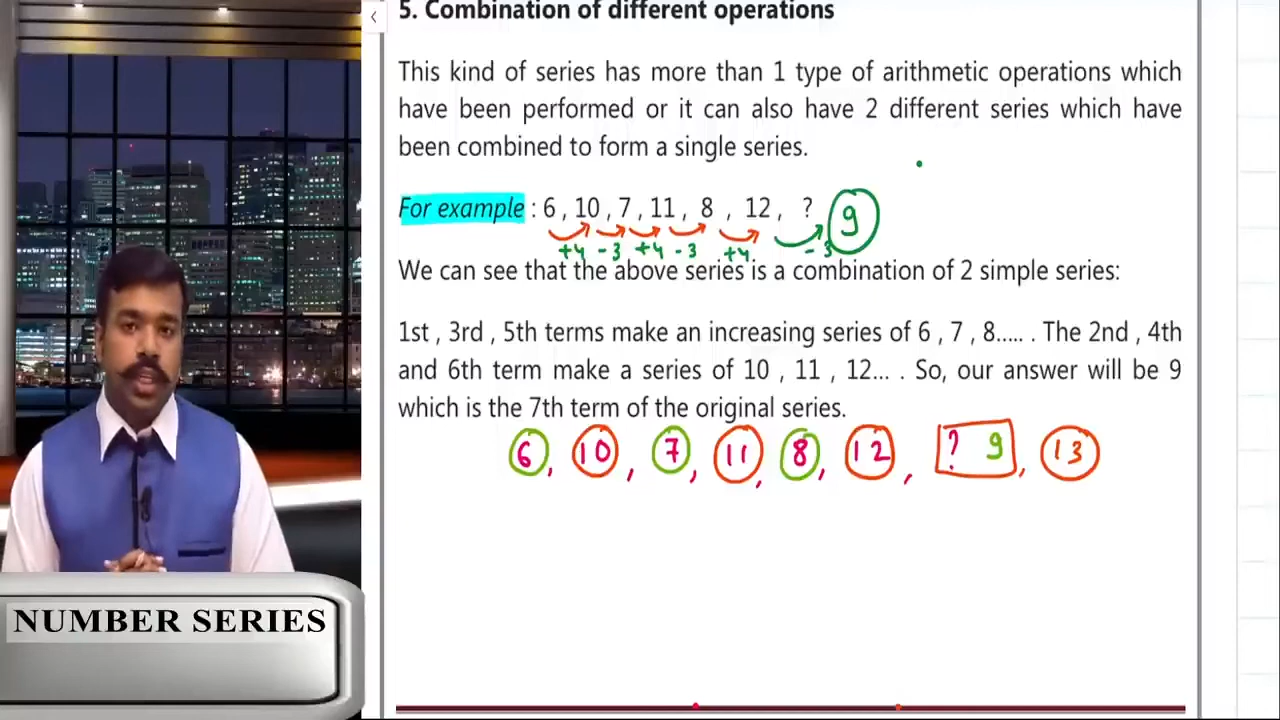 5. Combination of different operations
This kind of series has more than 1 type of arithmetic operations which
have been performed or it can also have 2 different series which have
been combined to form a single series.
For example : 6 , 10 , 7 , 11 , 8 , 12 , ? 9
+4 -3 +4 -3 +4 -3
We can see that the above series is a combination of 2 simple series:
1st , 3rd , 5th terms make an increasing series of 6 , 7 , 8..... . The 2nd , 4th
and 6th term make a series of 10 , 11 , 12... . So, our answer will be 9
which is the 7th term of the original series.
6, 10, 7, 11, 8, 12, ? 9, 13
NUMBER SERIES